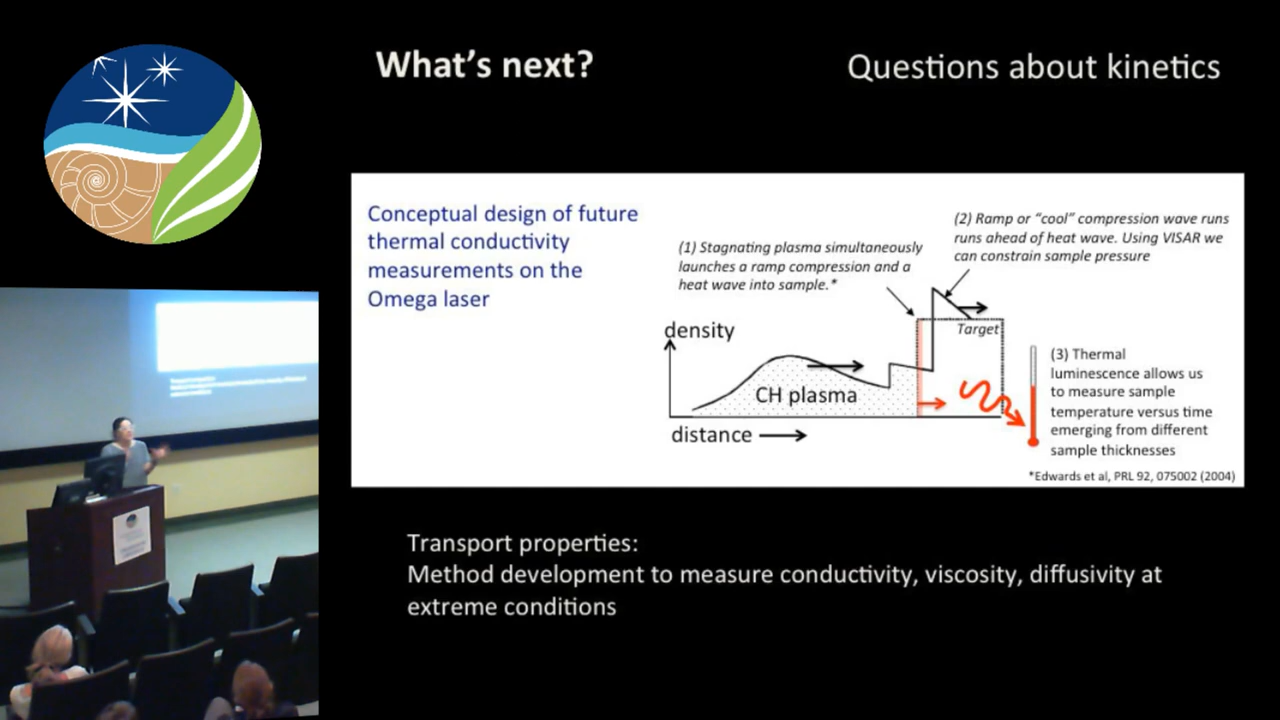 What's next?
Questions about kinetics
Conceptual design of future
thermal conductivity
measurements on the
Omega laser
(1) Stagnating plasma simultaneously
launches a ramp compression and a
heat wave into sample.*
(2) Ramp or “cool” compression wave runs
runs ahead of heat wave. Using VISAR we
can constrain sample pressure
density
Target
CH plasma
distance
(3) Thermal
luminescence allows us
to measure sample
temperature versus time
emerging from different
sample thicknesses
*Edwards et al, PRL 92, 075002 (2004)
Transport properties:
Method development to measure conductivity, viscosity, diffusivity at
extreme conditions